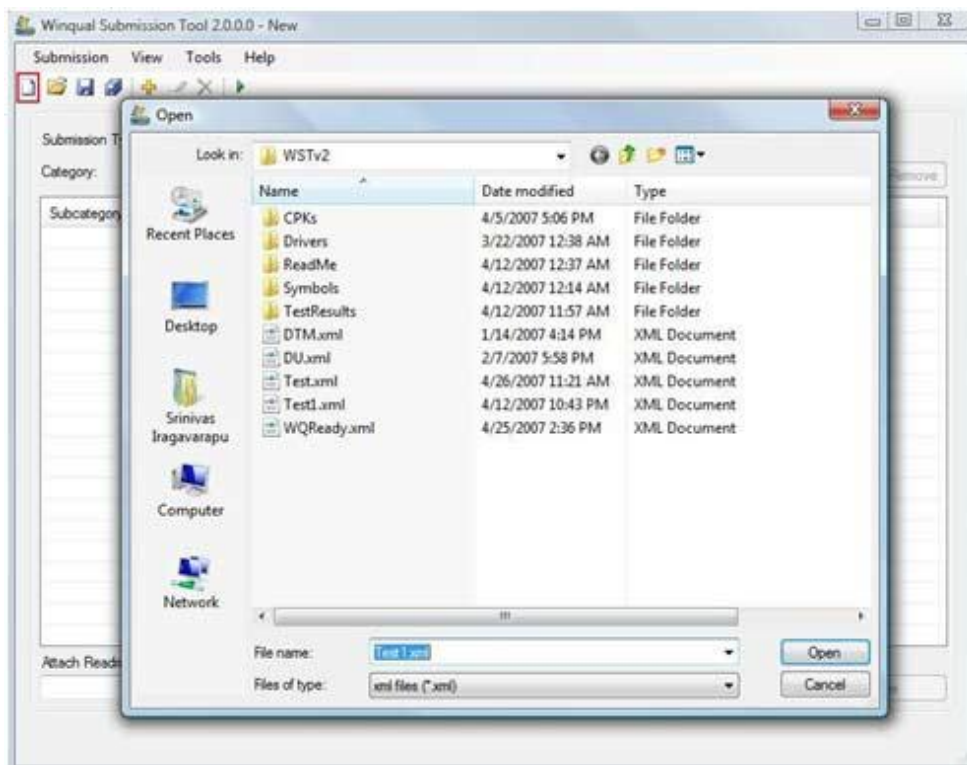 Winqual Submission Tool 2.0.0.0 - New
Submission View Tools Help
Open
Submission T
Look in: WSTv2
Category:
Name Date modified Type
Subcategory
CPKs 4/5/2007 5:06 PM File Folder
Recent Places
Drivers 3/22/2007 12:38 AM File Folder
ReadMe 4/12/2007 12:37 AM File Folder
Symbols 4/12/2007 12:14 AM File Folder
TestResults 4/12/2007 11:57 AM File Folder
Desktop
DTM.xml 1/14/2007 4:14 PM XML Document
DU.xml 2/7/2007 5:58 PM XML Document
Test.xml 4/26/2007 11:21 AM XML Document
Test1.xml 4/12/2007 10:43 PM XML Document
WQReady.xml 4/25/2007 2:36 PM XML Document
Srinivas
Iragavarapu
Computer
Network
File name: Test1.xml Open
Attach Readm
Files of type: xml files (*.xml) Cancel